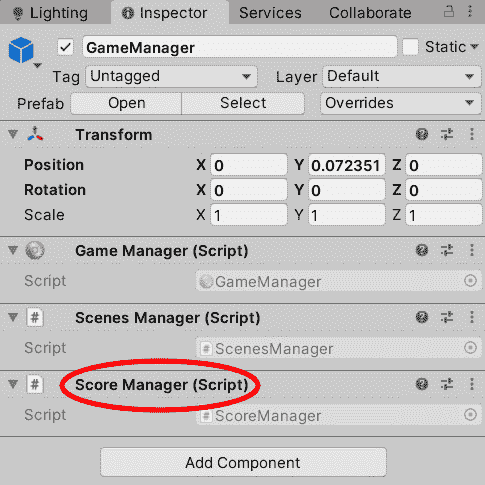 Lighting Inspector Services Collaborate
GameManager Static
Tag Untagged Layer Default
Prefab Open Select Overrides
Transform
Position X 0 Y 0.072351 Z 0
Rotation X 0 Y 0 Z 0
Scale X 1 Y 1 Z 1
Game Manager (Script)
Script GameManager
# Scenes Manager (Script)
Script # ScenesManager
# Score Manager (Script)
Script # ScoreManager
Add Component